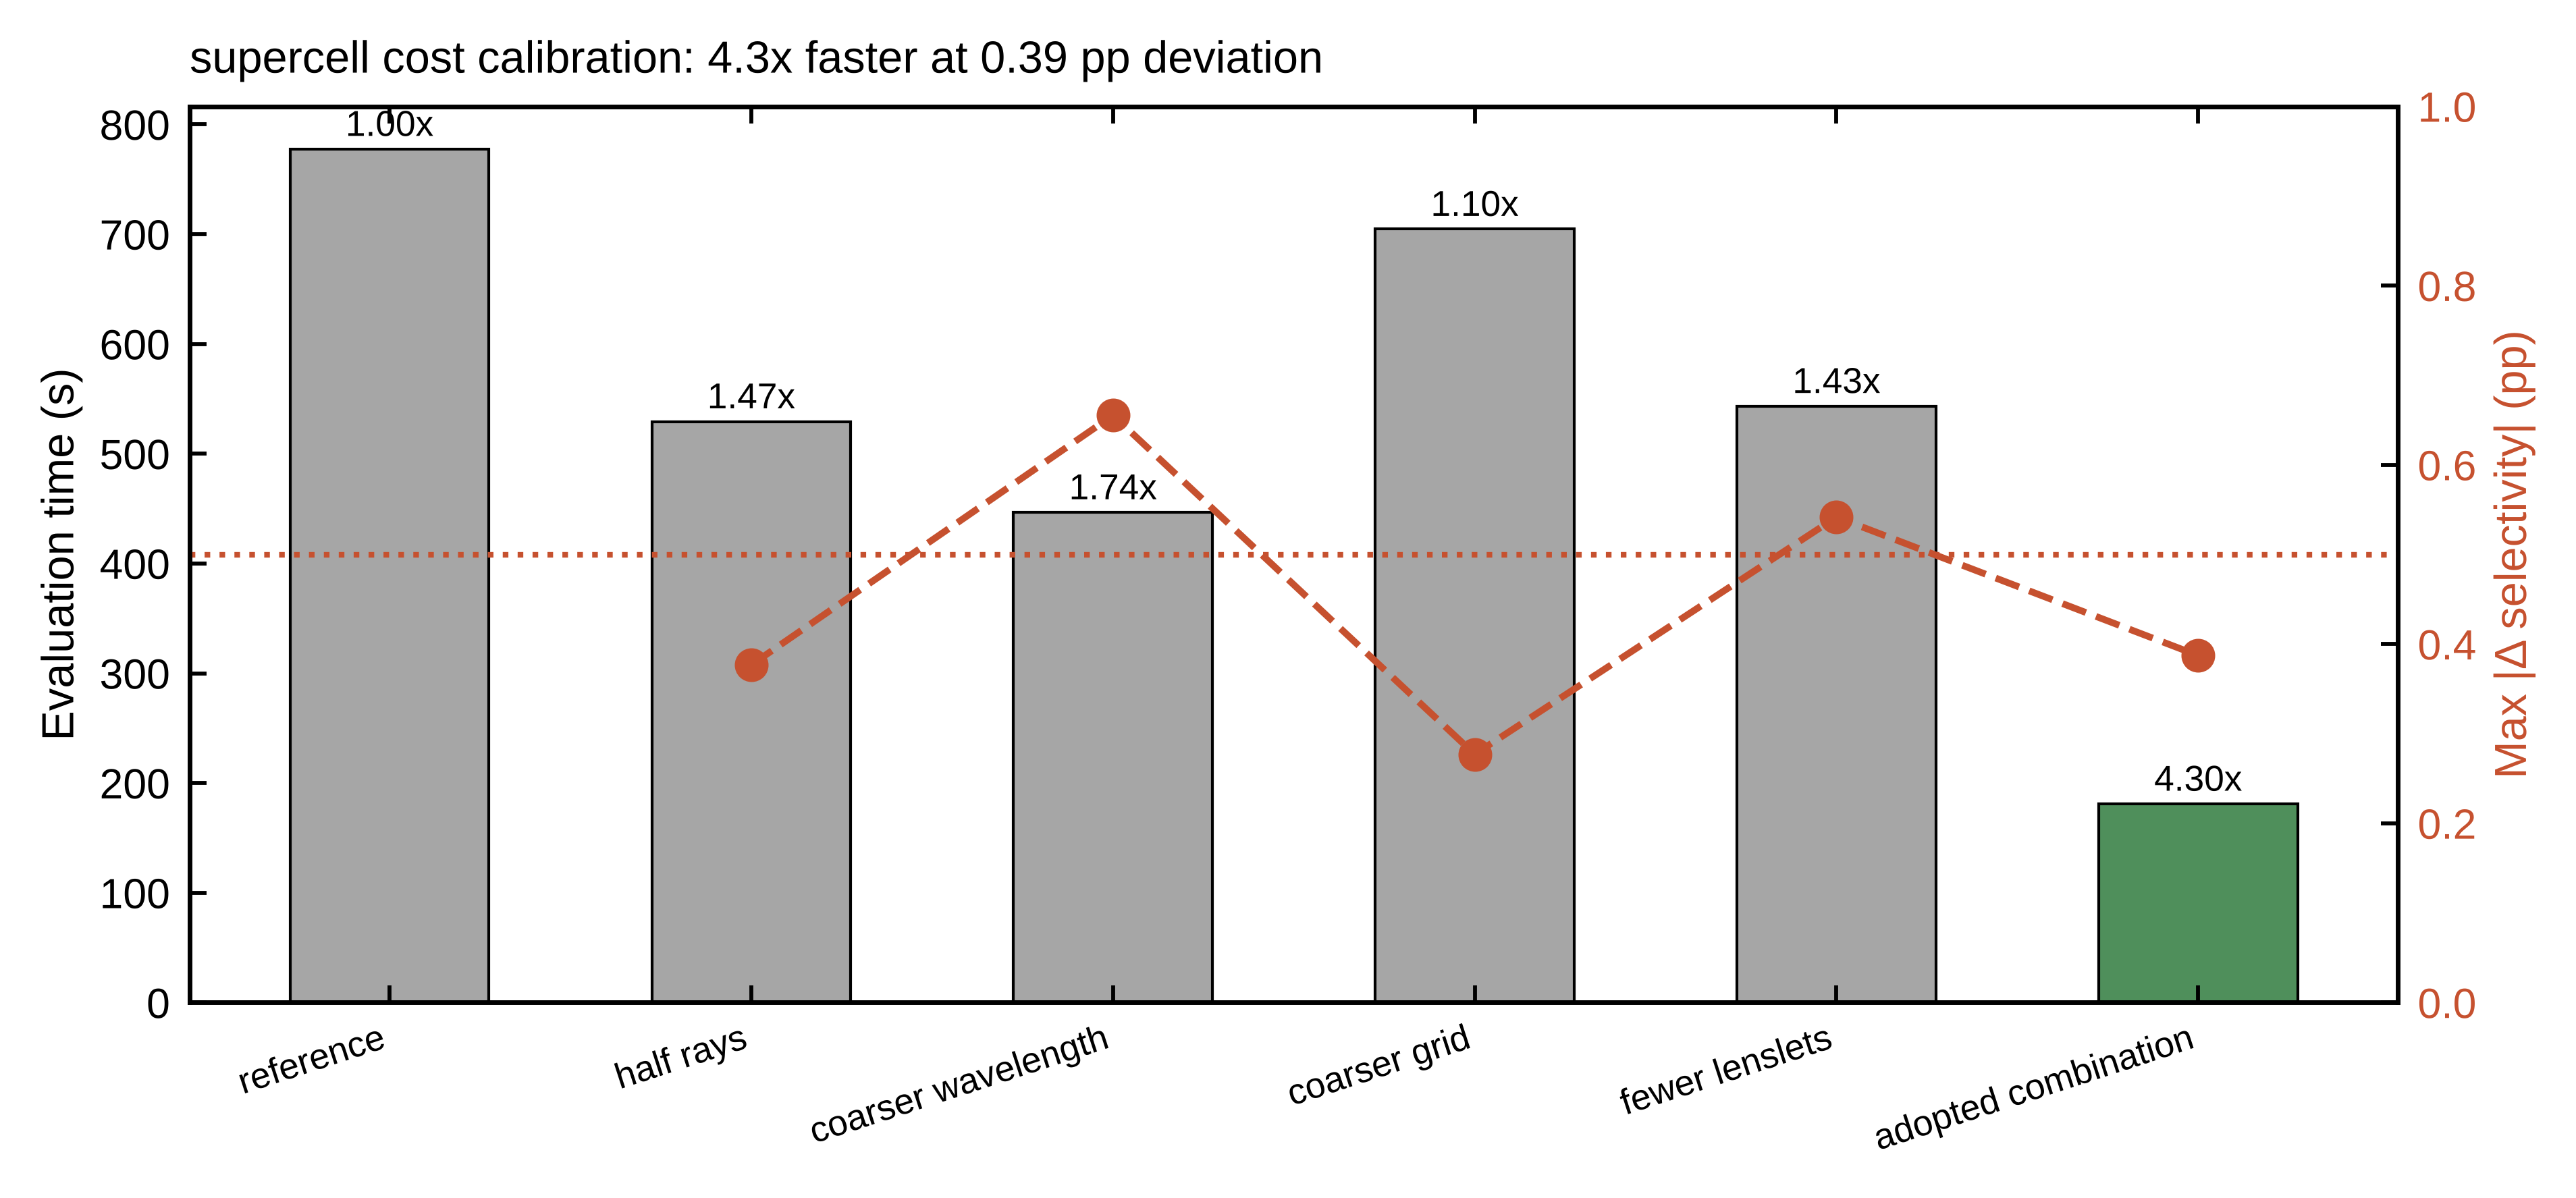 supercell cost calibration: 4.3x faster at 0.39 pp deviation
Evaluation time (s)
800
700
600
500
400
300
200
100
0
1.00x
1.47x
1.74x
1.10x
1.43x
4.30x
1.0
0.8
0.6
0.4
0.2
0.0
Max |Δ selectivity| (pp)
reference
half rays
coarser wavelength
coarser grid
fewer lenslets
adopted combination